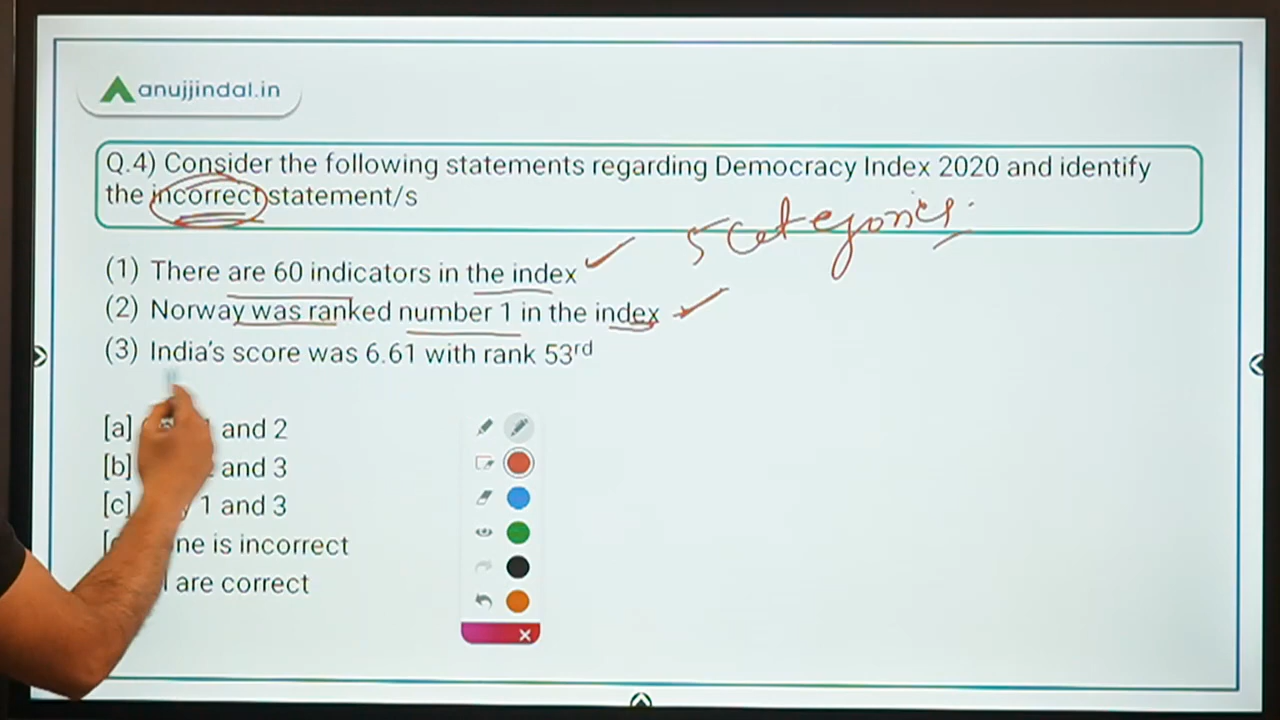 anujjindal.in
Q.4) Consider the following statements regarding Democracy Index 2020 and identify
the incorrect statement/s
5 categories.
(1) There are 60 indicators in the index
(2) Norway was ranked number 1 in the index
(3) India's score was 6.61 with rank 53rd
[a] 1 and 2
[b] and 3
[c] 1 and 3
is incorrect
are correct